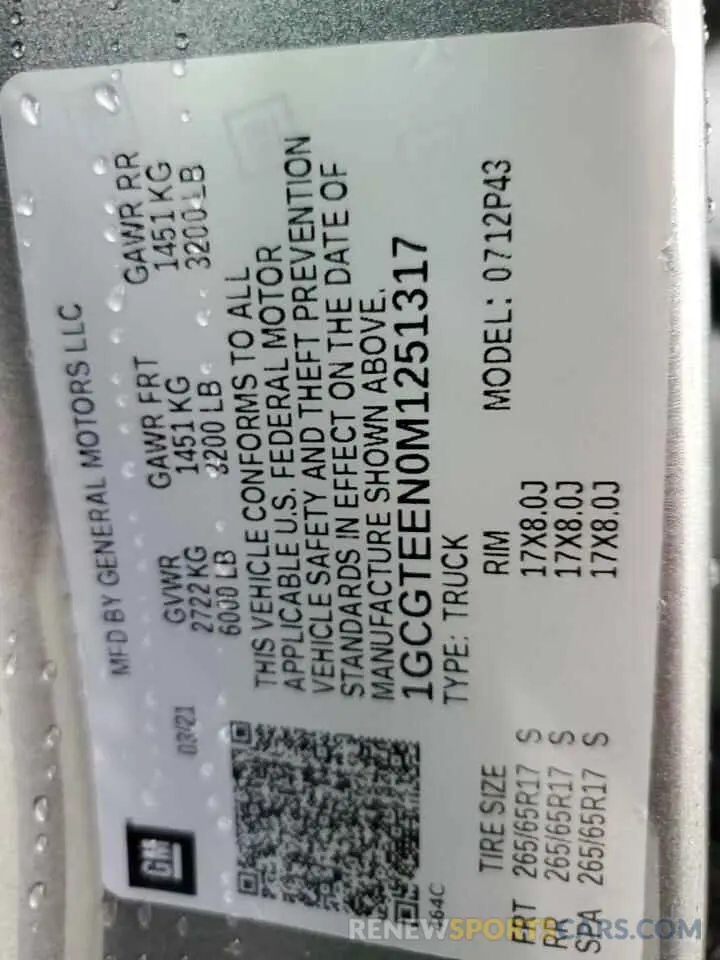 GM
03/21
MFD BY GENERAL MOTORS LLC
GVWR GAWR FRT GAWR RR
2722 KG 1451 KG 1451 KG
6000 LB 3200 LB 3200 LB
THIS VEHICLE CONFORMS TO ALL
APPLICABLE U.S. FEDERAL MOTOR
VEHICLE SAFETY AND THEFT PREVENTION
STANDARDS IN EFFECT ON THE DATE OF
MANUFACTURE SHOWN ABOVE.
1GCGTEEN0M1251317
TYPE: TRUCK MODEL: 0712P43
TIRE SIZE RIM
FRT 265/65R17 S 17X8.0J
RR 265/65R17 S 17X8.0J
SPA 265/65R17 S 17X8.0J
RENEWSPORTSCARS.COM